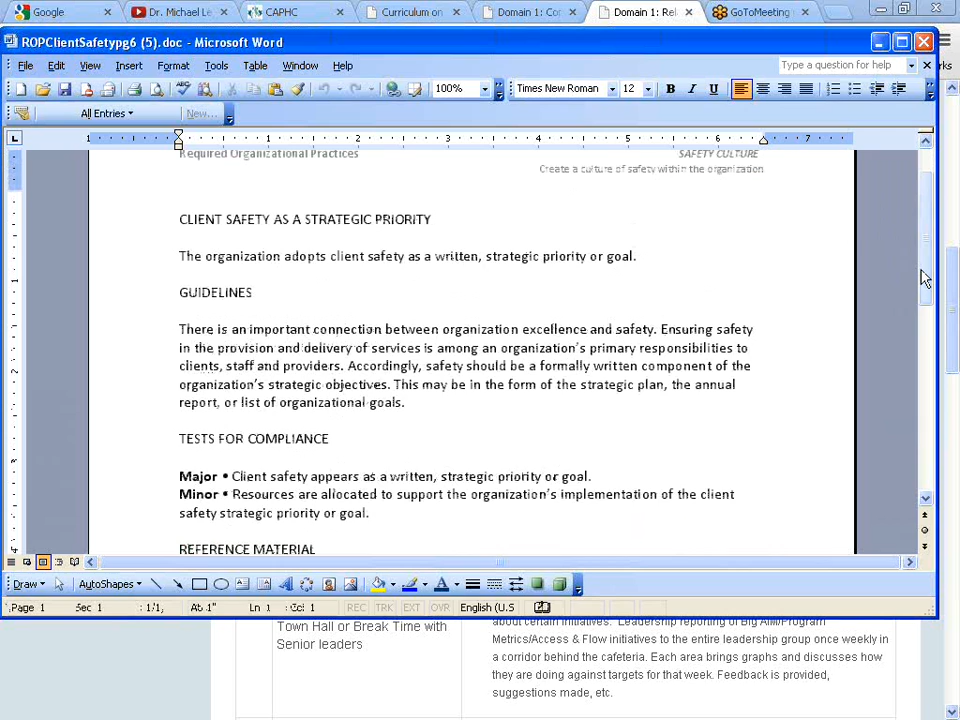 Google
Dr. Michael Le
CAPHC
Curriculum on
Domain 1: Cor
Domain 1: Rel
GoToMeeting
ROPClientSafetypg6 (5).doc - Microsoft Word
File Edit View Insert Format Tools Table Window Help
Type a question for help
rks
100%
Times New Roman
12
B I U
All Entries
New...
1 1 2 3 4 5 6 7
Required Organizational Practices
SAFETY CULTURE
Create a culture of safety within the organization
CLIENT SAFETY AS A STRATEGIC PRIORITY
The organization adopts client safety as a written, strategic priority or goal.
GUIDELINES
There is an important connection between organization excellence and safety. Ensuring safety
in the provision and delivery of services is among an organization's primary responsibilities to
clients, staff and providers. Accordingly, safety should be a formally written component of the
organization's strategic objectives. This may be in the form of the strategic plan, the annual
report, or list of organizational goals.
TESTS FOR COMPLIANCE
Major • Client safety appears as a written, strategic priority or goal.
Minor • Resources are allocated to support the organization's implementation of the client
safety strategic priority or goal.
REFERENCE MATERIAL
Draw AutoShapes
Page 1 Sec 1 1/1, At 1" Ln 1 Col 1 REC TRK EXT OVR English (U.S
Town Hall or Break Time with
Senior leaders
about certain initiatives. Leadership reporting of Big Aim/Program
Metrics/Access & Flow initiatives to the entire leadership group once weekly in
a corridor behind the cafeteria. Each area brings graphs and discusses how
they are doing against targets for that week. Feedback is provided,
suggestions made, etc.